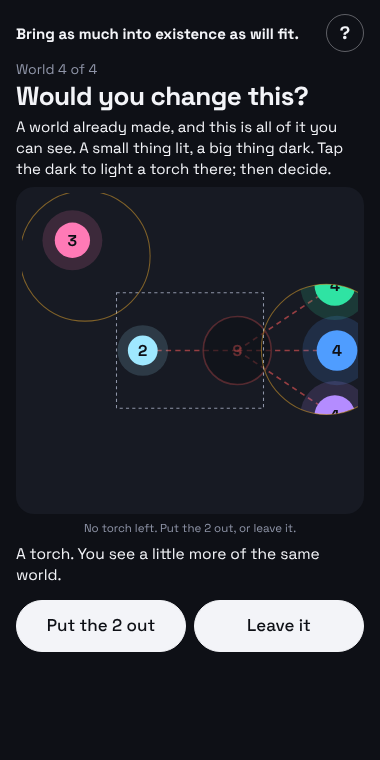 Bring as much into existence as will fit.
?
World 4 of 4
Would you change this?
A world already made, and this is all of it you
can see. A small thing lit, a big thing dark. Tap
the dark to light a torch there; then decide.
3
4
2
9
4
4
No torch left. Put the 2 out, or leave it.
A torch. You see a little more of the same
world.
Put the 2 out
Leave it